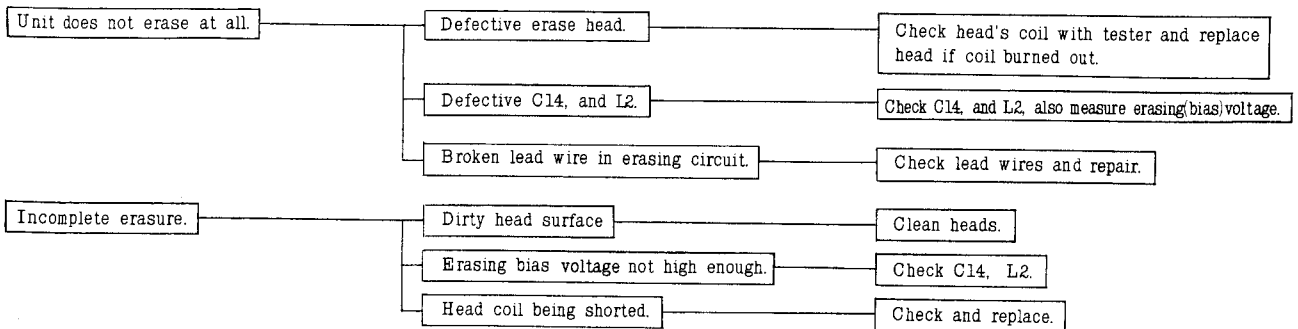 Unit does not erase at all.
Defective erase head.
Check head's coil with tester and replace
head if coil burned out.
Defective C14, and L2.
Check C14, and L2, also measure erasing(bias)voltage.
Broken lead wire in erasing circuit.
Check lead wires and repair.
Incomplete erasure.
Dirty head surface
Clean heads.
Erasing bias voltage not high enough.
Check C14, L2.
Head coil being shorted.
Check and replace.